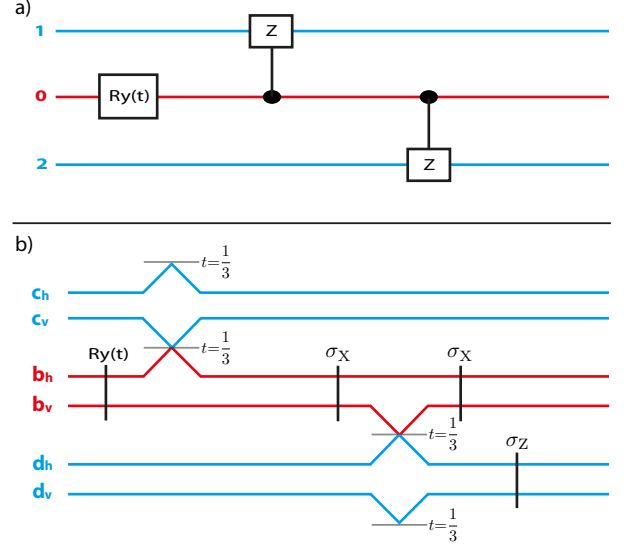 a)
1
Z
0
Ry(t)
2
Z
b)
t=1/3
cₕ
cᵥ
t=1/3
Ry(t)
σX
σX
bₕ
bᵥ
t=1/3
dₕ
σZ
dᵥ
t=1/3